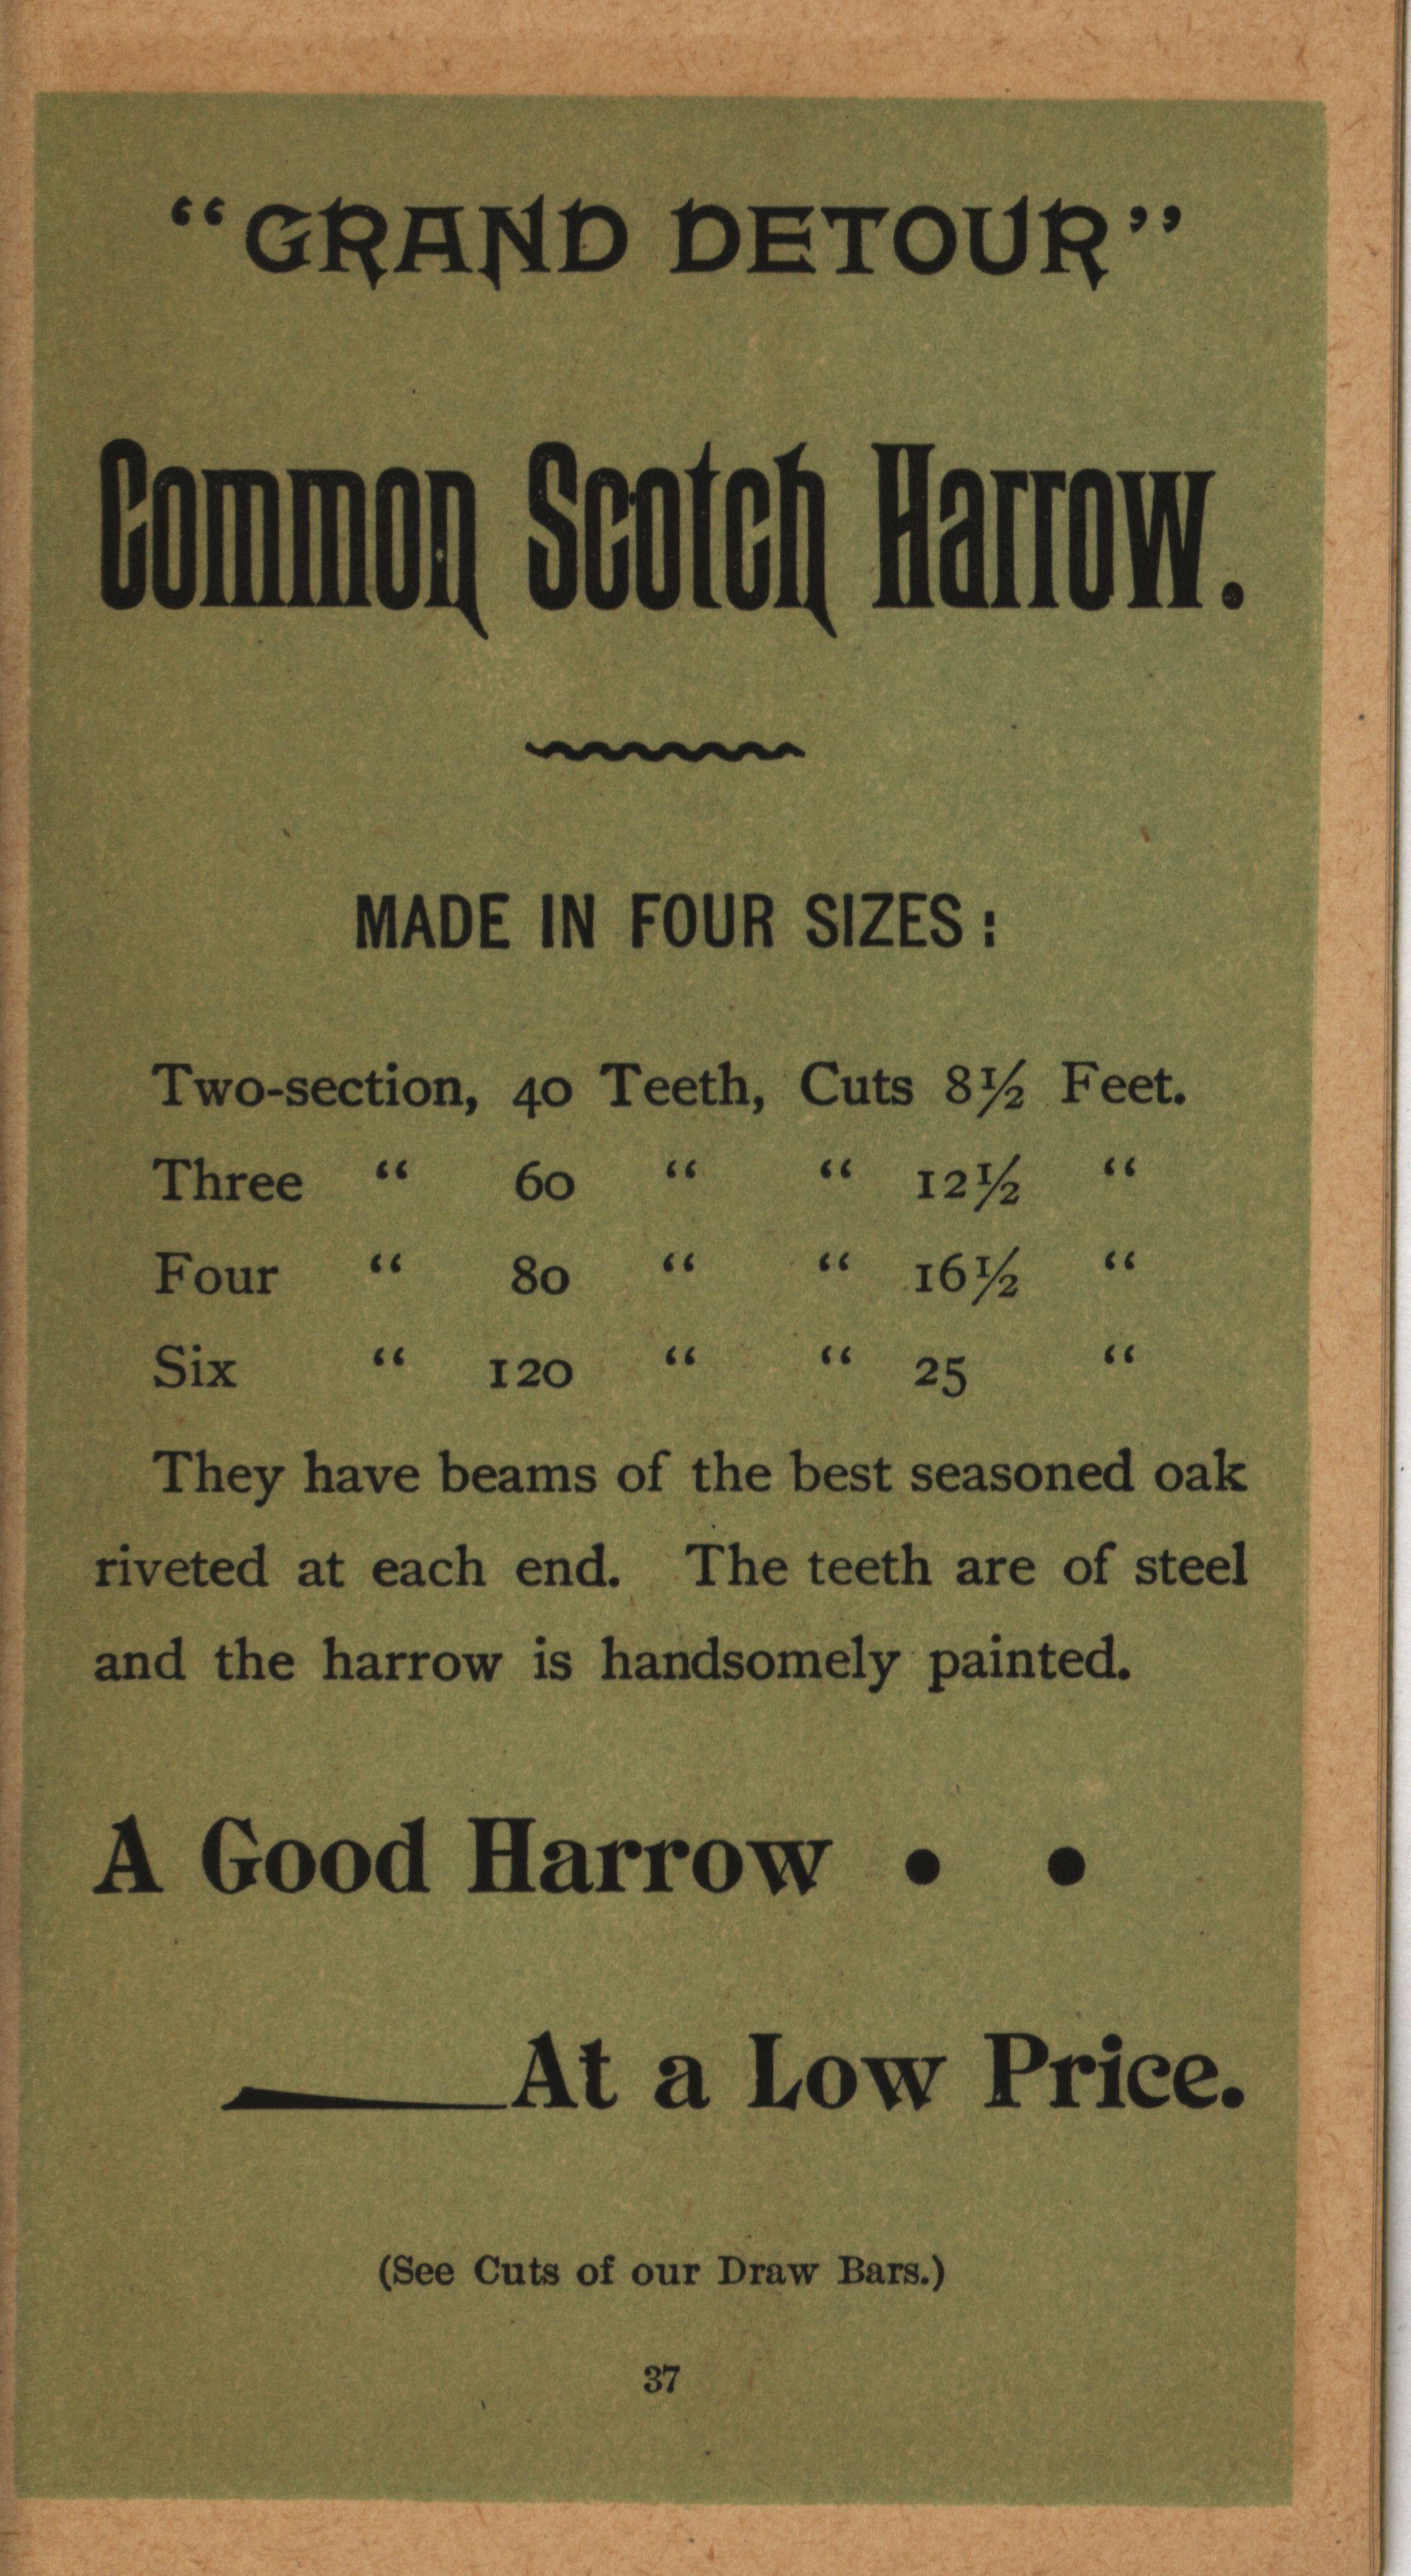 “GRAND DETOUR”
Common Scotch Harrow.
MADE IN FOUR SIZES:
Two-section, 40 Teeth, Cuts 8½ Feet.
Three “ 60 “ “ 12½ “
Four “ 80 “ “ 16½ “
Six “ 120 “ “ 25 “
They have beams of the best seasoned oak
riveted at each end. The teeth are of steel
and the harrow is handsomely painted.
A Good Harrow • •
At a Low Price.
(See Cuts of our Draw Bars.)
37